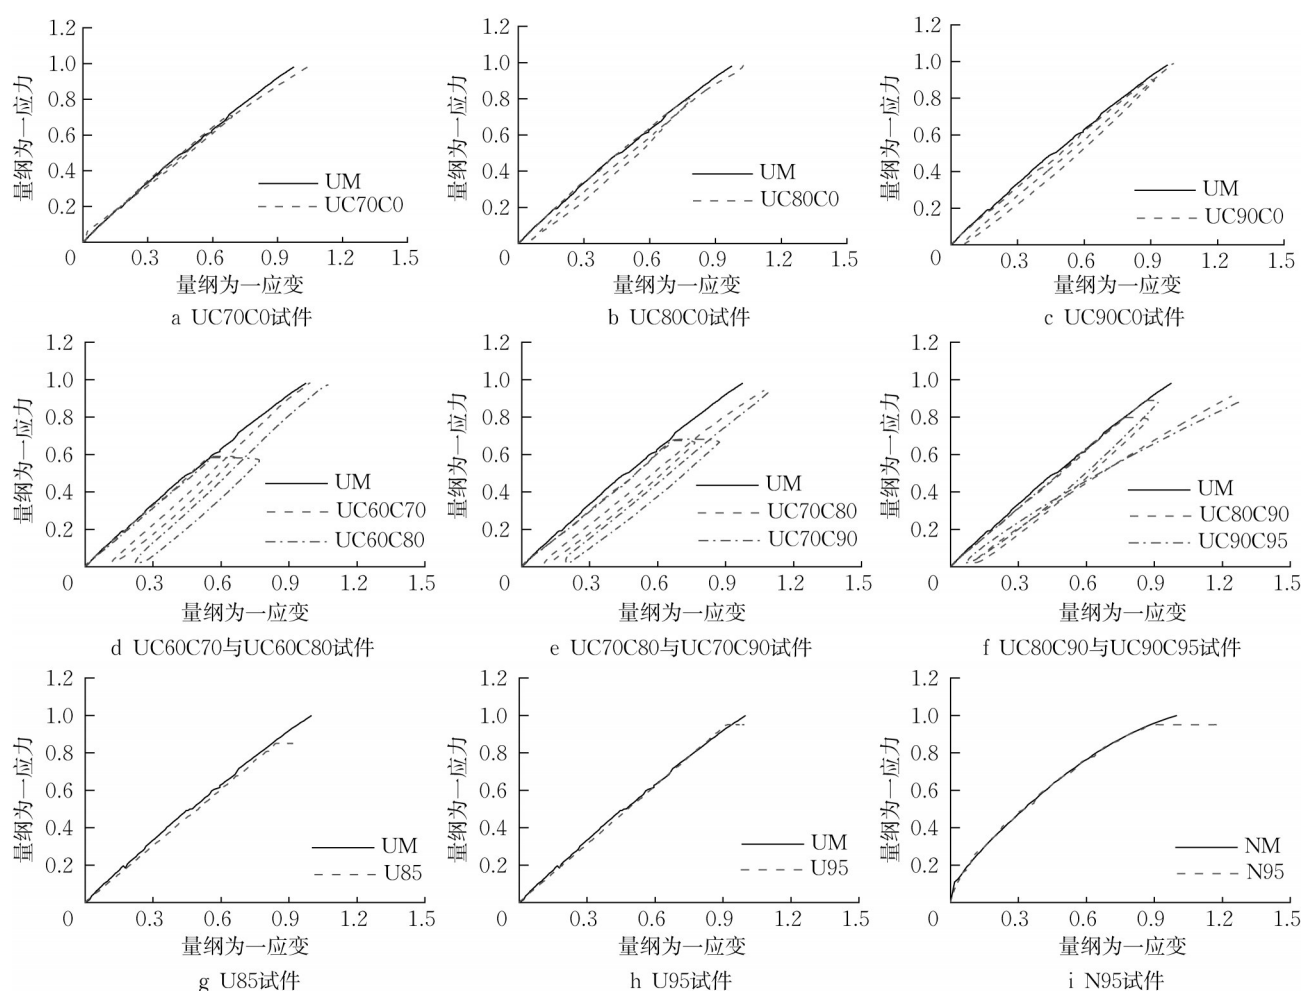 1.2
1.0
0.8
0.6
0.4
0.2
0
0.3
0.6
0.9
1.2
1.5
量纲为一应力
量纲为一应变
UM
UC70C0
a UC70C0试件
1.2
1.0
0.8
0.6
0.4
0.2
0
0.3
0.6
0.9
1.2
1.5
量纲为一应力
量纲为一应变
UM
UC80C0
b UC80C0试件
1.2
1.0
0.8
0.6
0.4
0.2
0
0.3
0.6
0.9
1.2
1.5
量纲为一应力
量纲为一应变
UM
UC90C0
c UC90C0试件
1.2
1.0
0.8
0.6
0.4
0.2
0
0.3
0.6
0.9
1.2
1.5
量纲为一应力
量纲为一应变
UM
UC60C70
UC60C80
d UC60C70与UC60C80试件
1.2
1.0
0.8
0.6
0.4
0.2
0
0.3
0.6
0.9
1.2
1.5
量纲为一应力
量纲为一应变
UM
UC70C80
UC70C90
e UC70C80与UC70C90试件
1.2
1.0
0.8
0.6
0.4
0.2
0
0.3
0.6
0.9
1.2
1.5
量纲为一应力
量纲为一应变
UM
UC80C90
UC90C95
f UC80C90与UC90C95试件
1.2
1.0
0.8
0.6
0.4
0.2
0
0.3
0.6
0.9
1.2
1.5
量纲为一应力
量纲为一应变
UM
U85
g U85试件
1.2
1.0
0.8
0.6
0.4
0.2
0
0.3
0.6
0.9
1.2
1.5
量纲为一应力
量纲为一应变
UM
U95
h U95试件
1.2
1.0
0.8
0.6
0.4
0.2
0
0.3
0.6
0.9
1.2
1.5
量纲为一应力
量纲为一应变
NM
N95
i N95试件